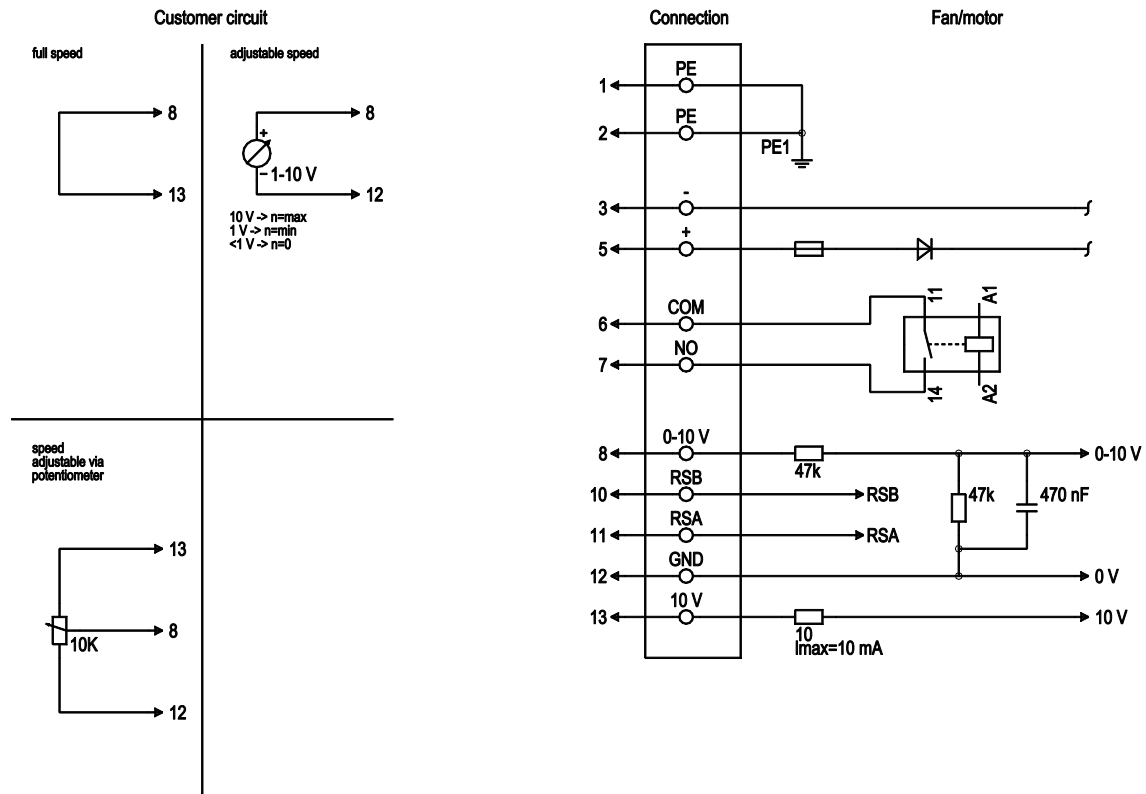 Customer circuit
full speed
8
13
adjustable speed
8
+
– 1-10 V
12
10 V -> n=max
1 V -> n=min
<1 V -> n=0
speed
adjustable via
potentiometer
13
8
10K
12
Connection
Fan/motor
1
PE
2
PE
PE1
3
-
5
+
6
COM
7
NO
11
A1
14
A2
8
0-10 V
47k
0-10 V
10
RSB
RSB
47k
470 nF
11
RSA
RSA
12
GND
0 V
13
10 V
10
Imax=10 mA
10 V